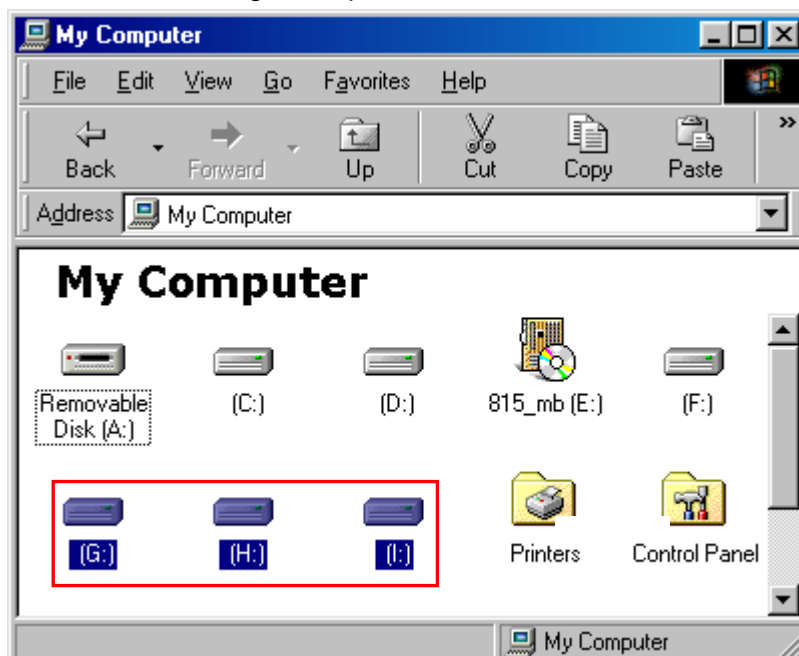 My Computer
File Edit View Go Favorites Help
Back Forward Up Cut Copy Paste »
Address My Computer
My Computer
Removable Disk (A:) (C:) (D:) 815_mb (E:) (F:)
(G:) (H:) (I:) Printers Control Panel
My Computer